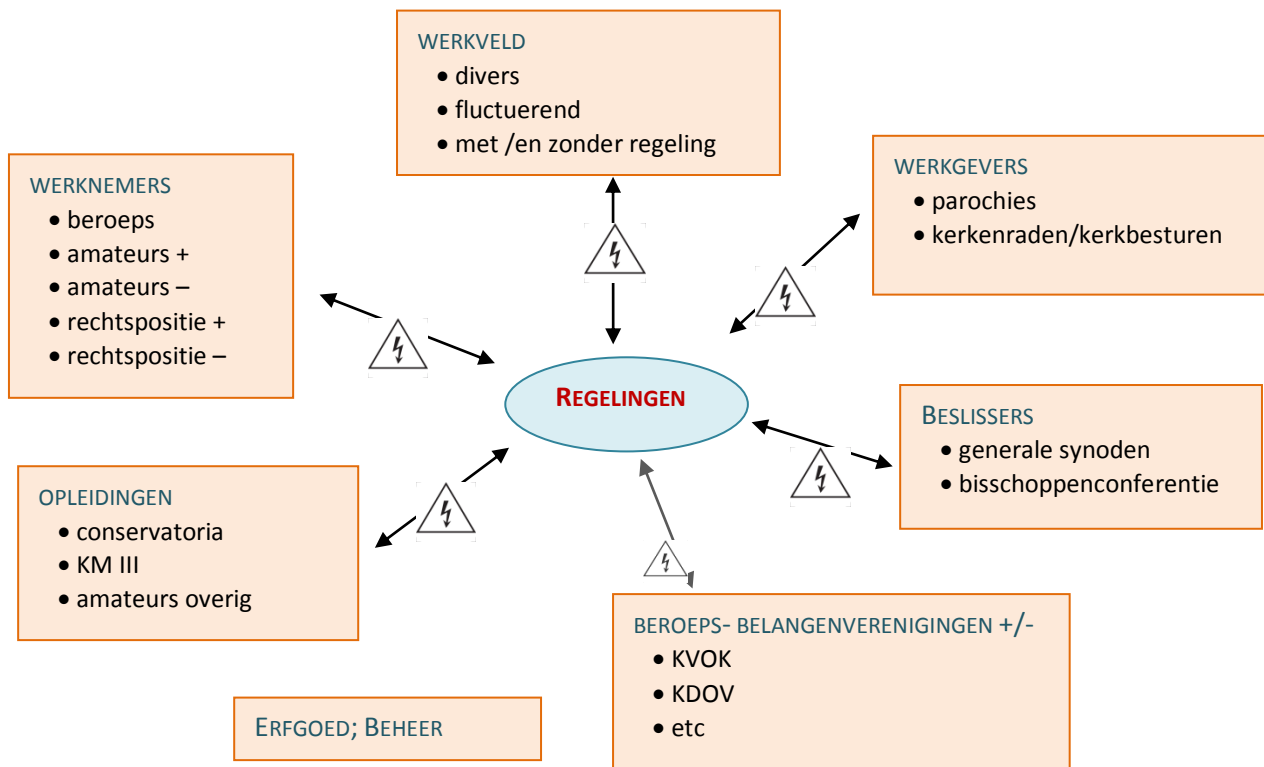 WERKVELD
• divers
• fluctuerend
• met /en zonder regeling
WERKNEMERS
• beroeps
• amateurs +
• amateurs –
• rechtspositie +
• rechtspositie –
WERKGEVERS
• parochies
• kerkenraden/kerkbesturen
REGELINGEN
BESLISSERS
• generale synoden
• bisschoppenconferentie
OPLEIDINGEN
• conservatoria
• KM III
• amateurs overig
BEROEPS- BELANGENVERENIGINGEN +/-
• KVOK
• KDOV
• etc
ERFGOED; BEHEER